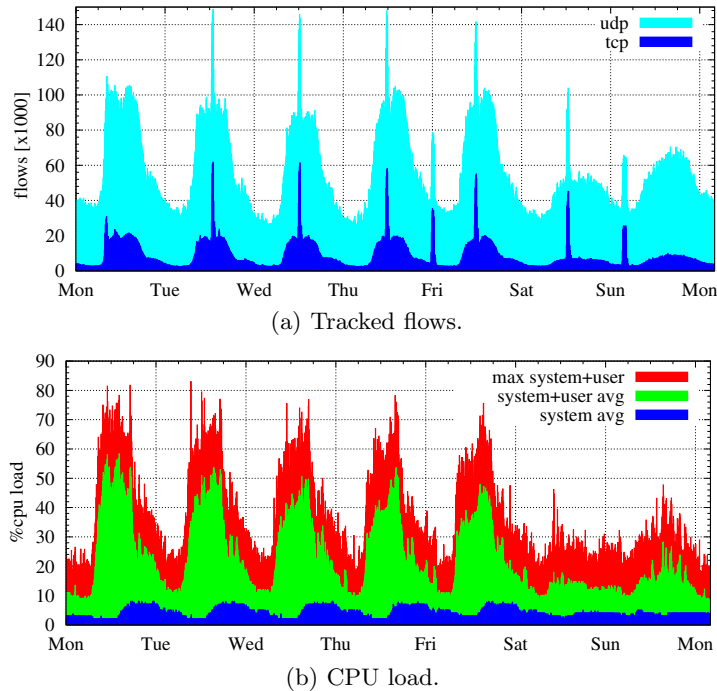 140
120
100
80
60
40
20
0
flows [x1000]
udp
tcp
Mon Tue Wed Thu Fri Sat Sun Mon
(a) Tracked flows.
90
80
70
60
50
40
30
20
10
0
%cpu load
max system+user
system+user avg
system avg
Mon Tue Wed Thu Fri Sat Sun Mon
(b) CPU load.